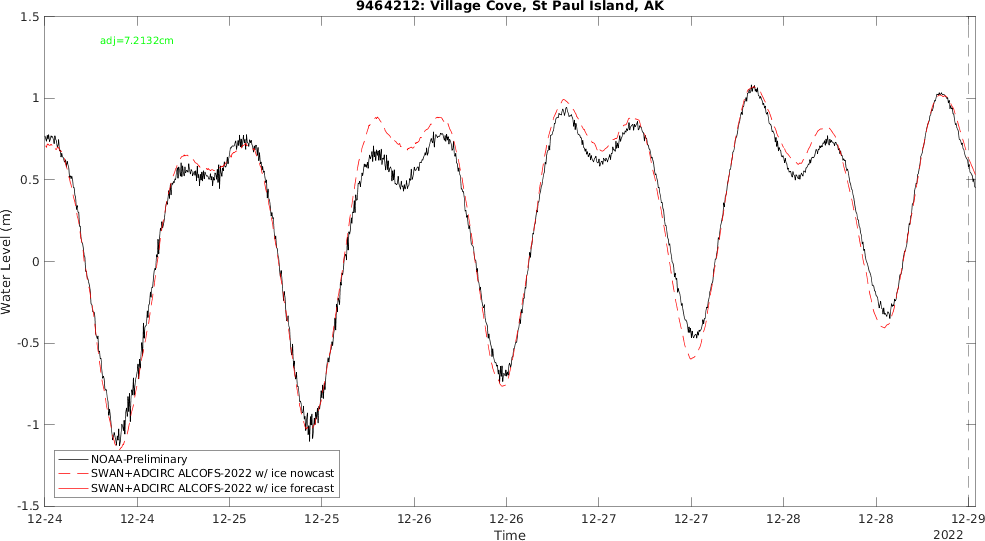 9464212: Village Cove, St Paul Island, AK
adj=7.2132cm
1.5
1
0.5
0
-0.5
-1
-1.5
Water Level (m)
NOAA-Preliminary
SWAN+ADCIRC ALCOFS-2022 w/ ice nowcast
SWAN+ADCIRC ALCOFS-2022 w/ ice forecast
12-24 12-24 12-25 12-25 12-26 12-26 12-27 12-27 12-28 12-28 12-29
Time
2022